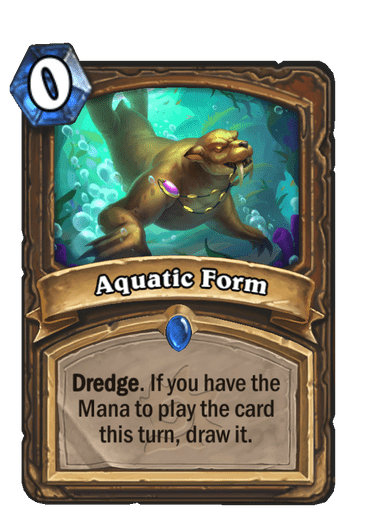 0
Aquatic Form
Dredge. If you have the
Mana to play the card
this turn, draw it.